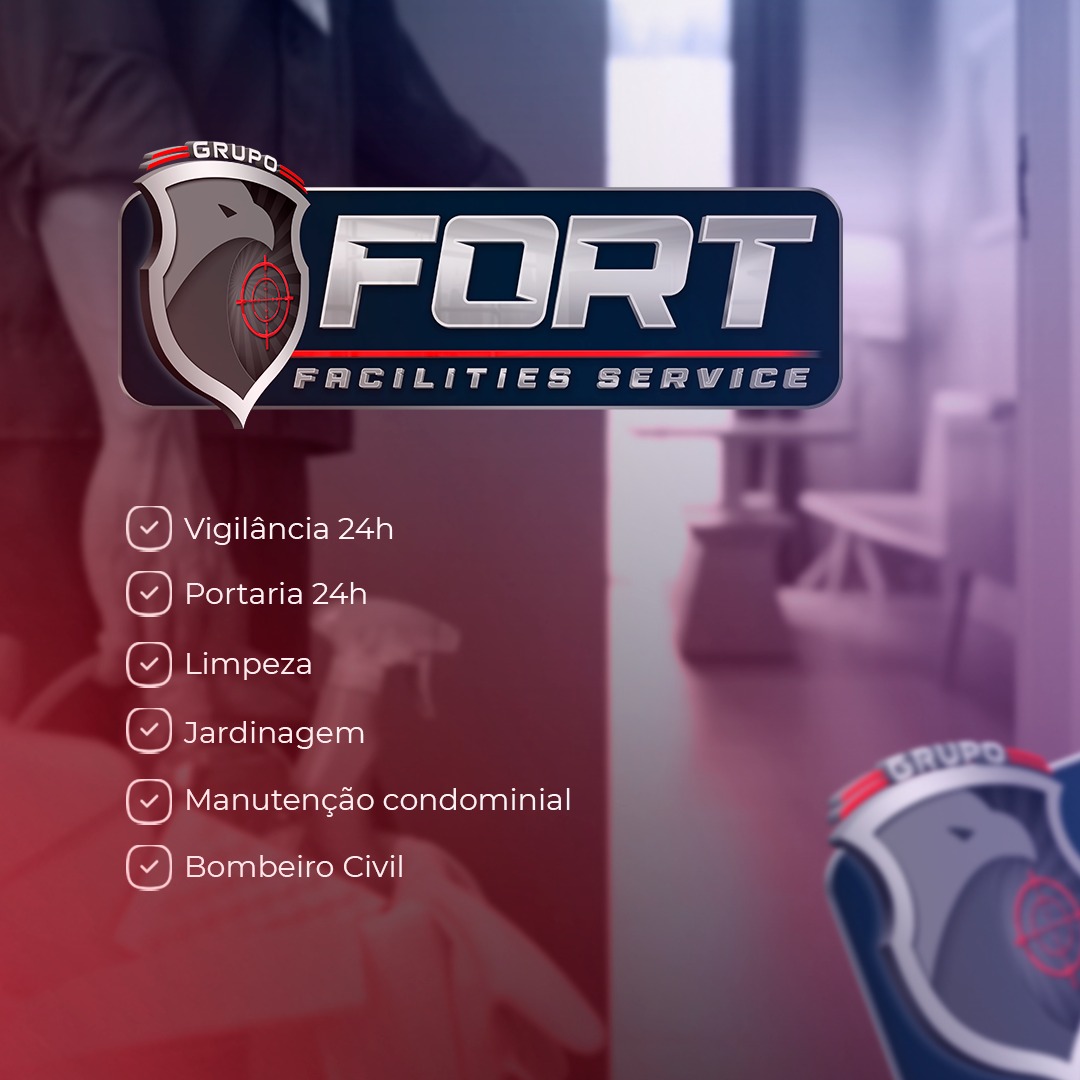 GRUPO
FORT
FACILITIES SERVICE
Vigilância 24h
Portaria 24h
Limpeza
Jardinagem
Manutenção condominial
Bombeiro Civil
GRUPO